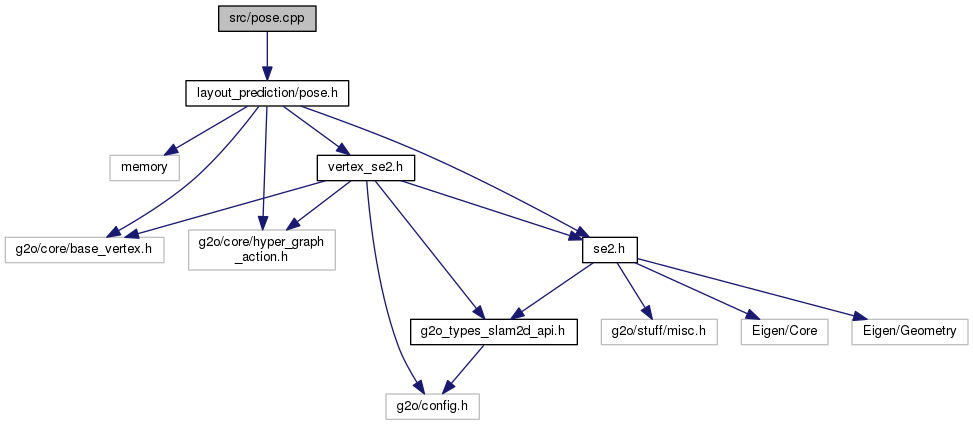 src/pose.cpp
layout_prediction/pose.h
memory
vertex_se2.h
g2o/core/base_vertex.h
g2o/core/hyper_graph
_action.h
se2.h
g2o_types_slam2d_api.h
g2o/stuff/misc.h
Eigen/Core
Eigen/Geometry
g2o/config.h